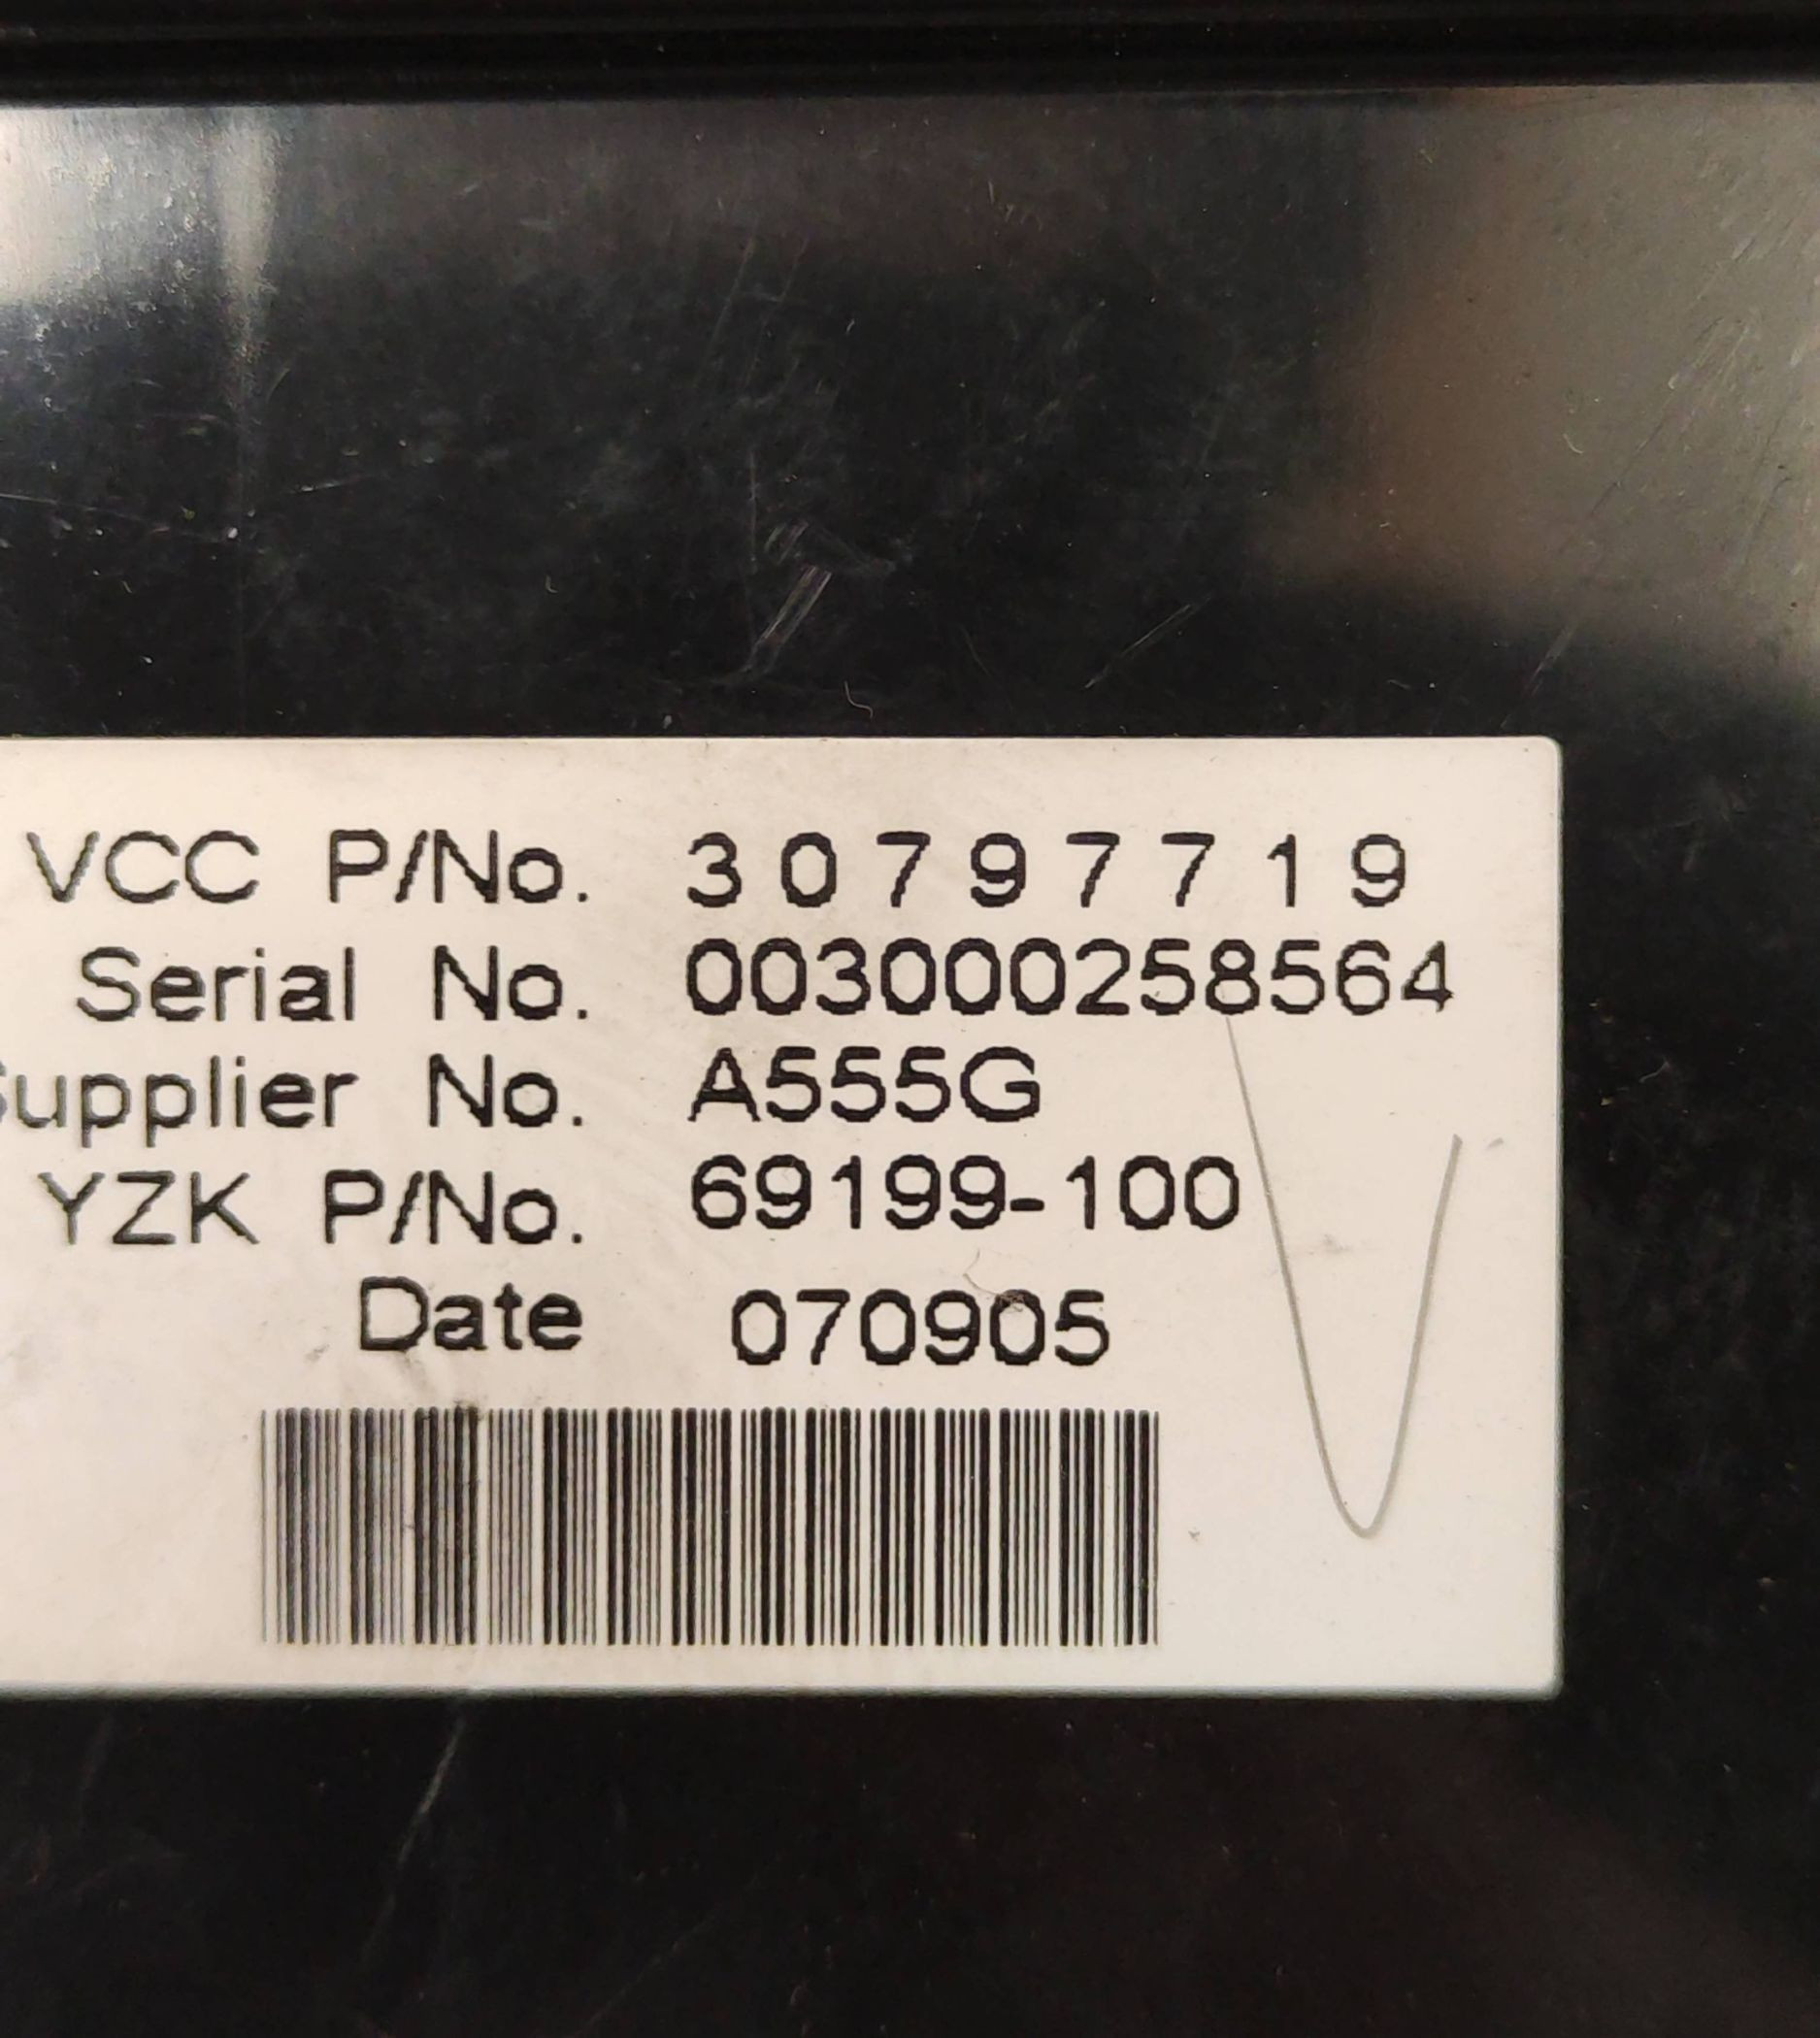 VCC P/No. 30797719
Serial No. 003000258564
Supplier No. A555G
YZK P/No. 69199-100
Date 070905